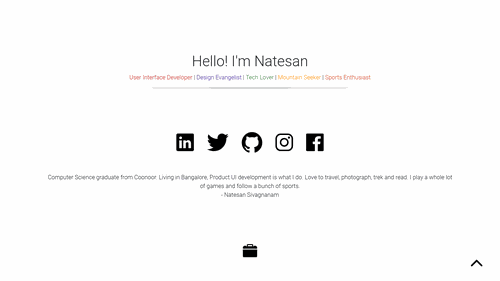 Hello! I'm Natesan
User Interface Developer | Design Evangelist | Tech Lover | Mountain Seeker | Sports Enthusiast
Computer Science graduate from Coonoor. Living in Bangalore, Product UI development is what I do. Love to travel, photograph, trek and read. I play a whole lot
of games and follow a bunch of sports.
- Natesan Sivagnanam